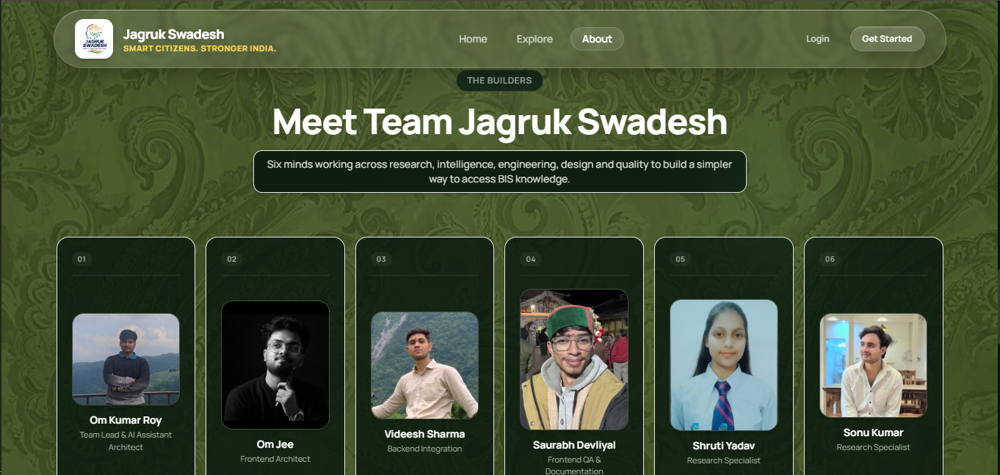 JAGRUK
SWADESH
Jagruk Swadesh
SMART CITIZENS. STRONGER INDIA.
Home
Explore
About
Login
Get Started
THE BUILDERS
Meet Team Jagruk Swadesh
Six minds working across research, intelligence, engineering, design and quality to build a simpler
way to access BIS knowledge.
01
Om Kumar Roy
Team Lead & AI Assistant
Architect
02
Om Jee
Frontend Architect
03
Videesh Sharma
Backend Integration
04
Saurabh Devliyal
Frontend QA &
Documentation
05
Shruti Yadav
Research Specialist
06
Sonu Kumar
Research Specialist